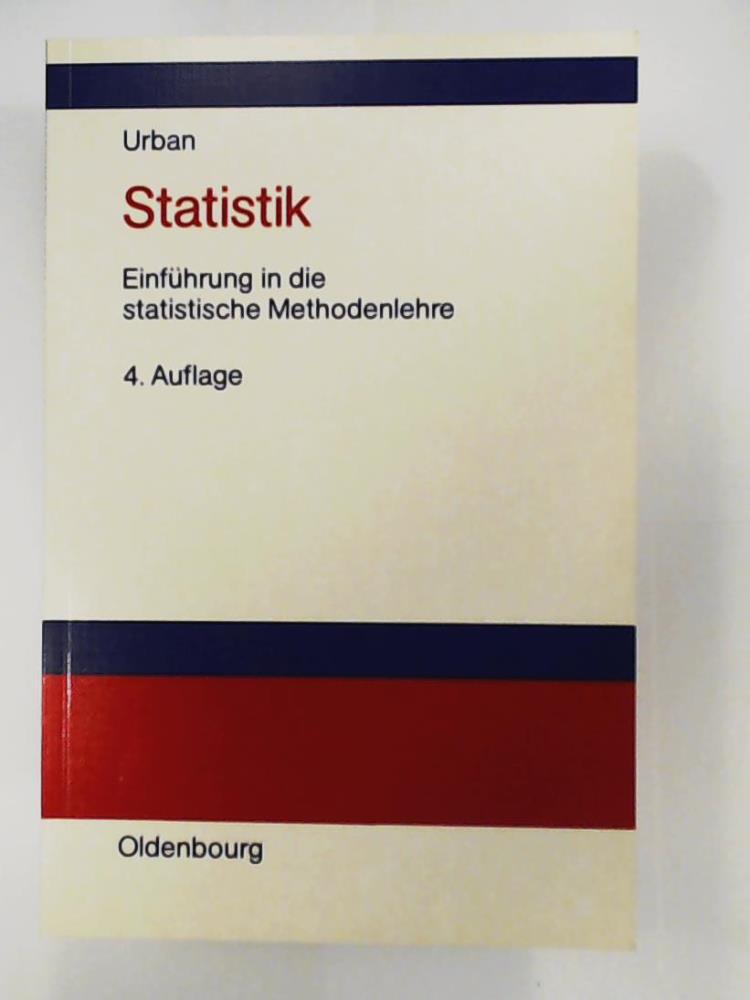 Urban
Statistik
Einführung in die
statistische Methodenlehre
4. Auflage
Oldenbourg